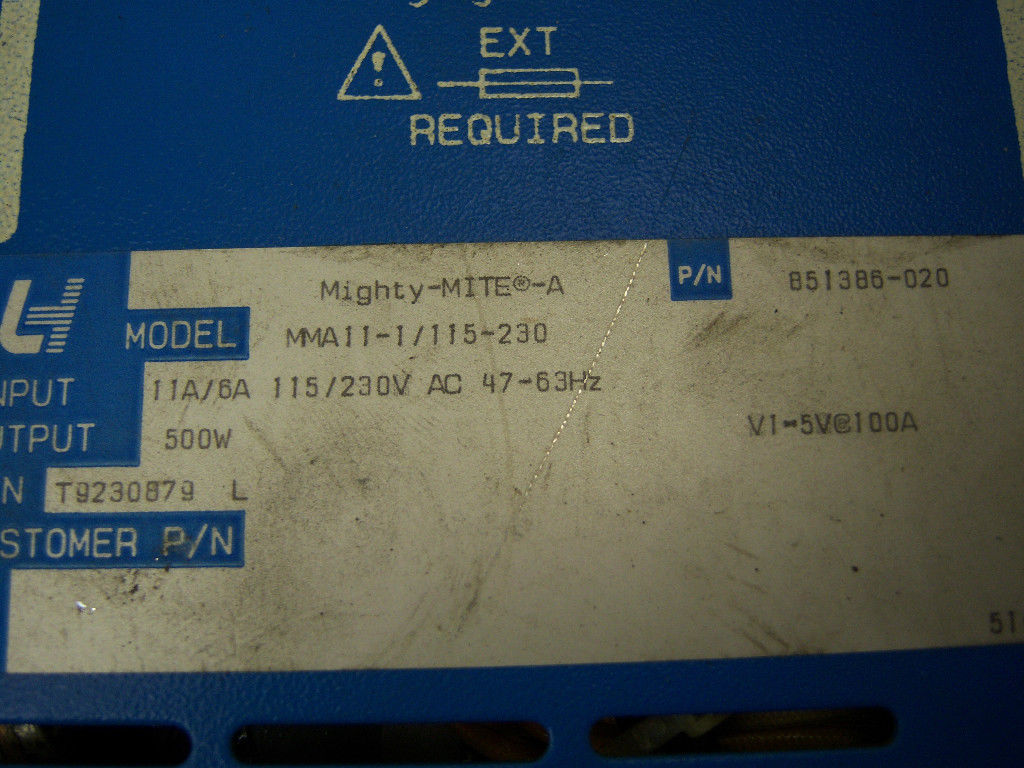 EXT
REQUIRED
Mighty-MITE®-A
P/N 851386-020
MODEL MMA11-1/115-230
NPUT 11A/6A 115/230V AC 47-63Hz
UTPUT 500W V1-5V@100A
N T9230879 L
STOMER P/N
51